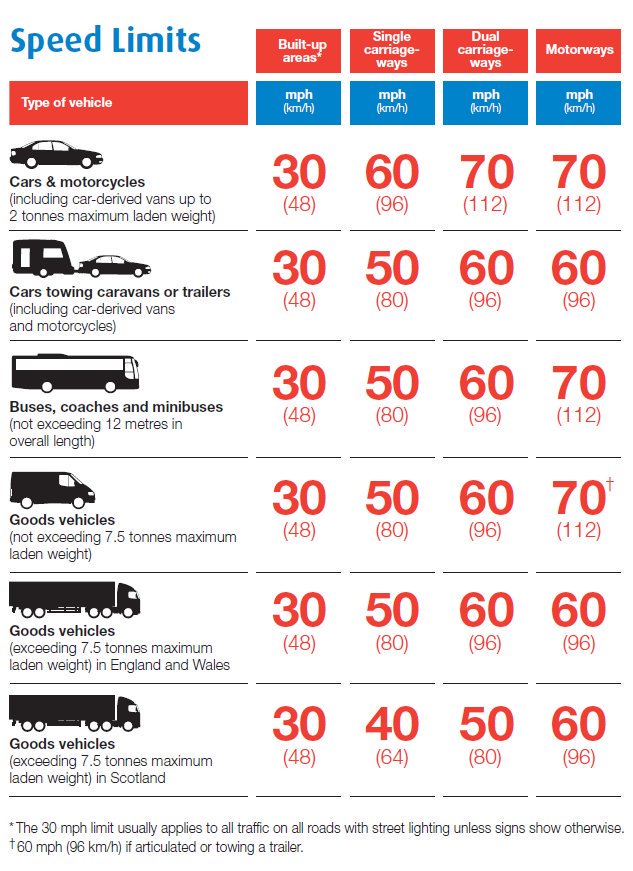 Speed Limits
Built-up
areas*
Single
carriage-
ways
Dual
carriage-
ways
Motorways
Type of vehicle
mph
(km/h)
mph
(km/h)
mph
(km/h)
mph
(km/h)
Cars & motorcycles
(including car-derived vans up to
2 tonnes maximum laden weight)
30
(48)
60
(96)
70
(112)
70
(112)
Cars towing caravans or trailers
(including car-derived vans
and motorcycles)
30
(48)
50
(80)
60
(96)
60
(96)
Buses, coaches and minibuses
(not exceeding 12 metres in
overall length)
30
(48)
50
(80)
60
(96)
70
(112)
Goods vehicles
(not exceeding 7.5 tonnes maximum
laden weight)
30
(48)
50
(80)
60
(96)
70†
(112)
Goods vehicles
(exceeding 7.5 tonnes maximum
laden weight) in England and Wales
30
(48)
50
(80)
60
(96)
60
(96)
Goods vehicles
(exceeding 7.5 tonnes maximum
laden weight) in Scotland
30
(48)
40
(64)
50
(80)
60
(96)
*The 30 mph limit usually applies to all traffic on all roads with street lighting unless signs show otherwise.
†60 mph (96 km/h) if articulated or towing a trailer.